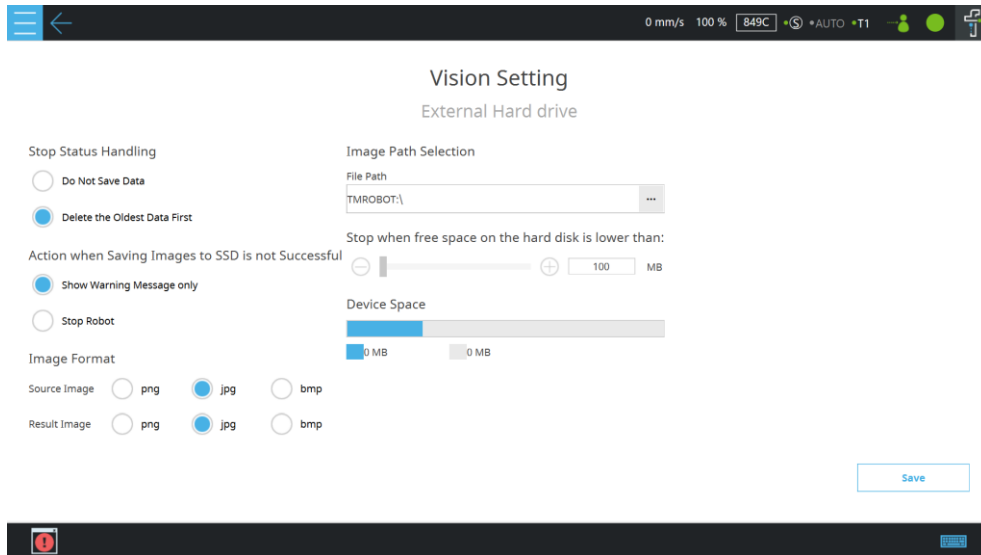 0 mm/s 100 % 849C S AUTO T1
Vision Setting
External Hard drive
Stop Status Handling
Do Not Save Data
Delete the Oldest Data First
Action when Saving Images to SSD is not Successful
Show Warning Message only
Stop Robot
Image Format
Source Image png jpg bmp
Result Image png jpg bmp
Image Path Selection
File Path
TMROBOT:\ ...
Stop when free space on the hard disk is lower than:
100 MB
Device Space
0 MB 0 MB
Save